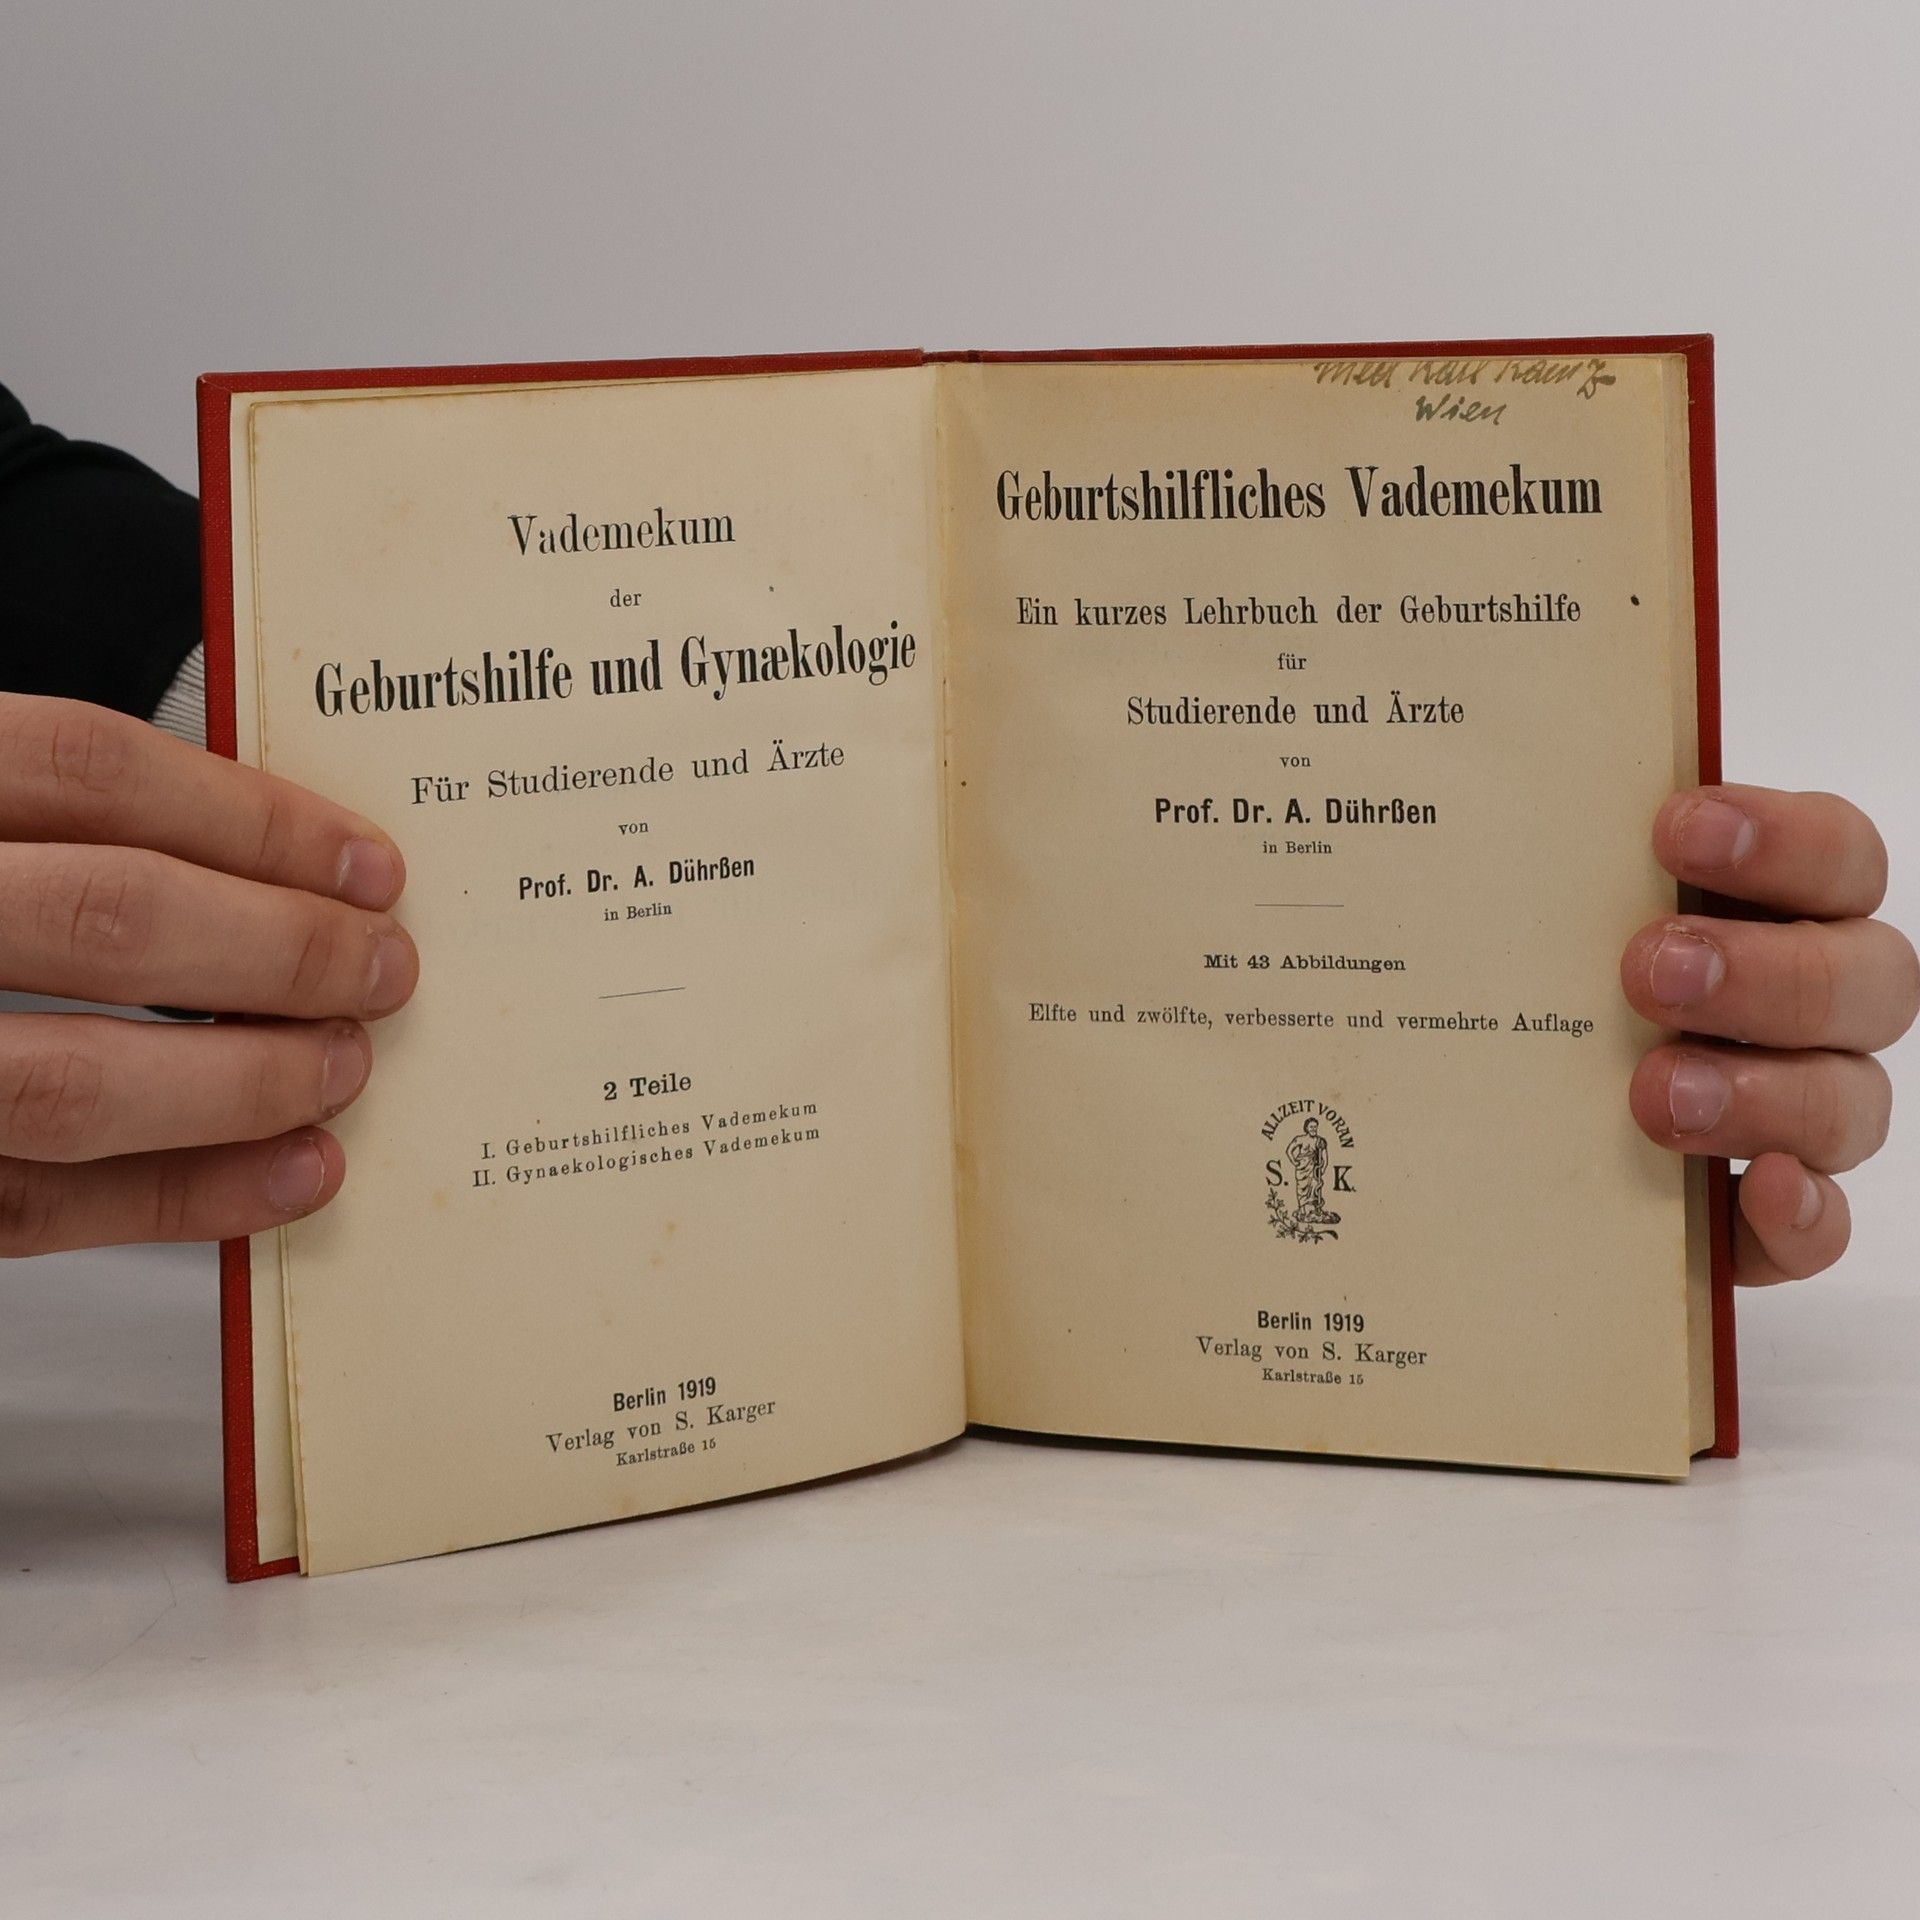 Vademekum
der
Geburtshilfe und Gynækologie
Für Studierende und Ärzte
von
Prof. Dr. A. Dührßen
in Berlin
2 Teile
I. Geburtshilfliches Vademekum
II. Gynaekologisches Vademekum
Berlin 1919
Verlag von S. Karger
Karlstraße 15
med Karl
Wien
Geburtshilfliches Vademekum
Ein kurzes Lehrbuch der Geburtshilfe
für
Studierende und Ärzte
von
Prof. Dr. A. Dührßen
in Berlin
Mit 43 Abbildungen
Elfte und zwölfte, verbesserte und vermehrte Auflage
ALLZEIT VORAN
S. K.
Berlin 1919
Verlag von S. Karger
Karlstraße 15